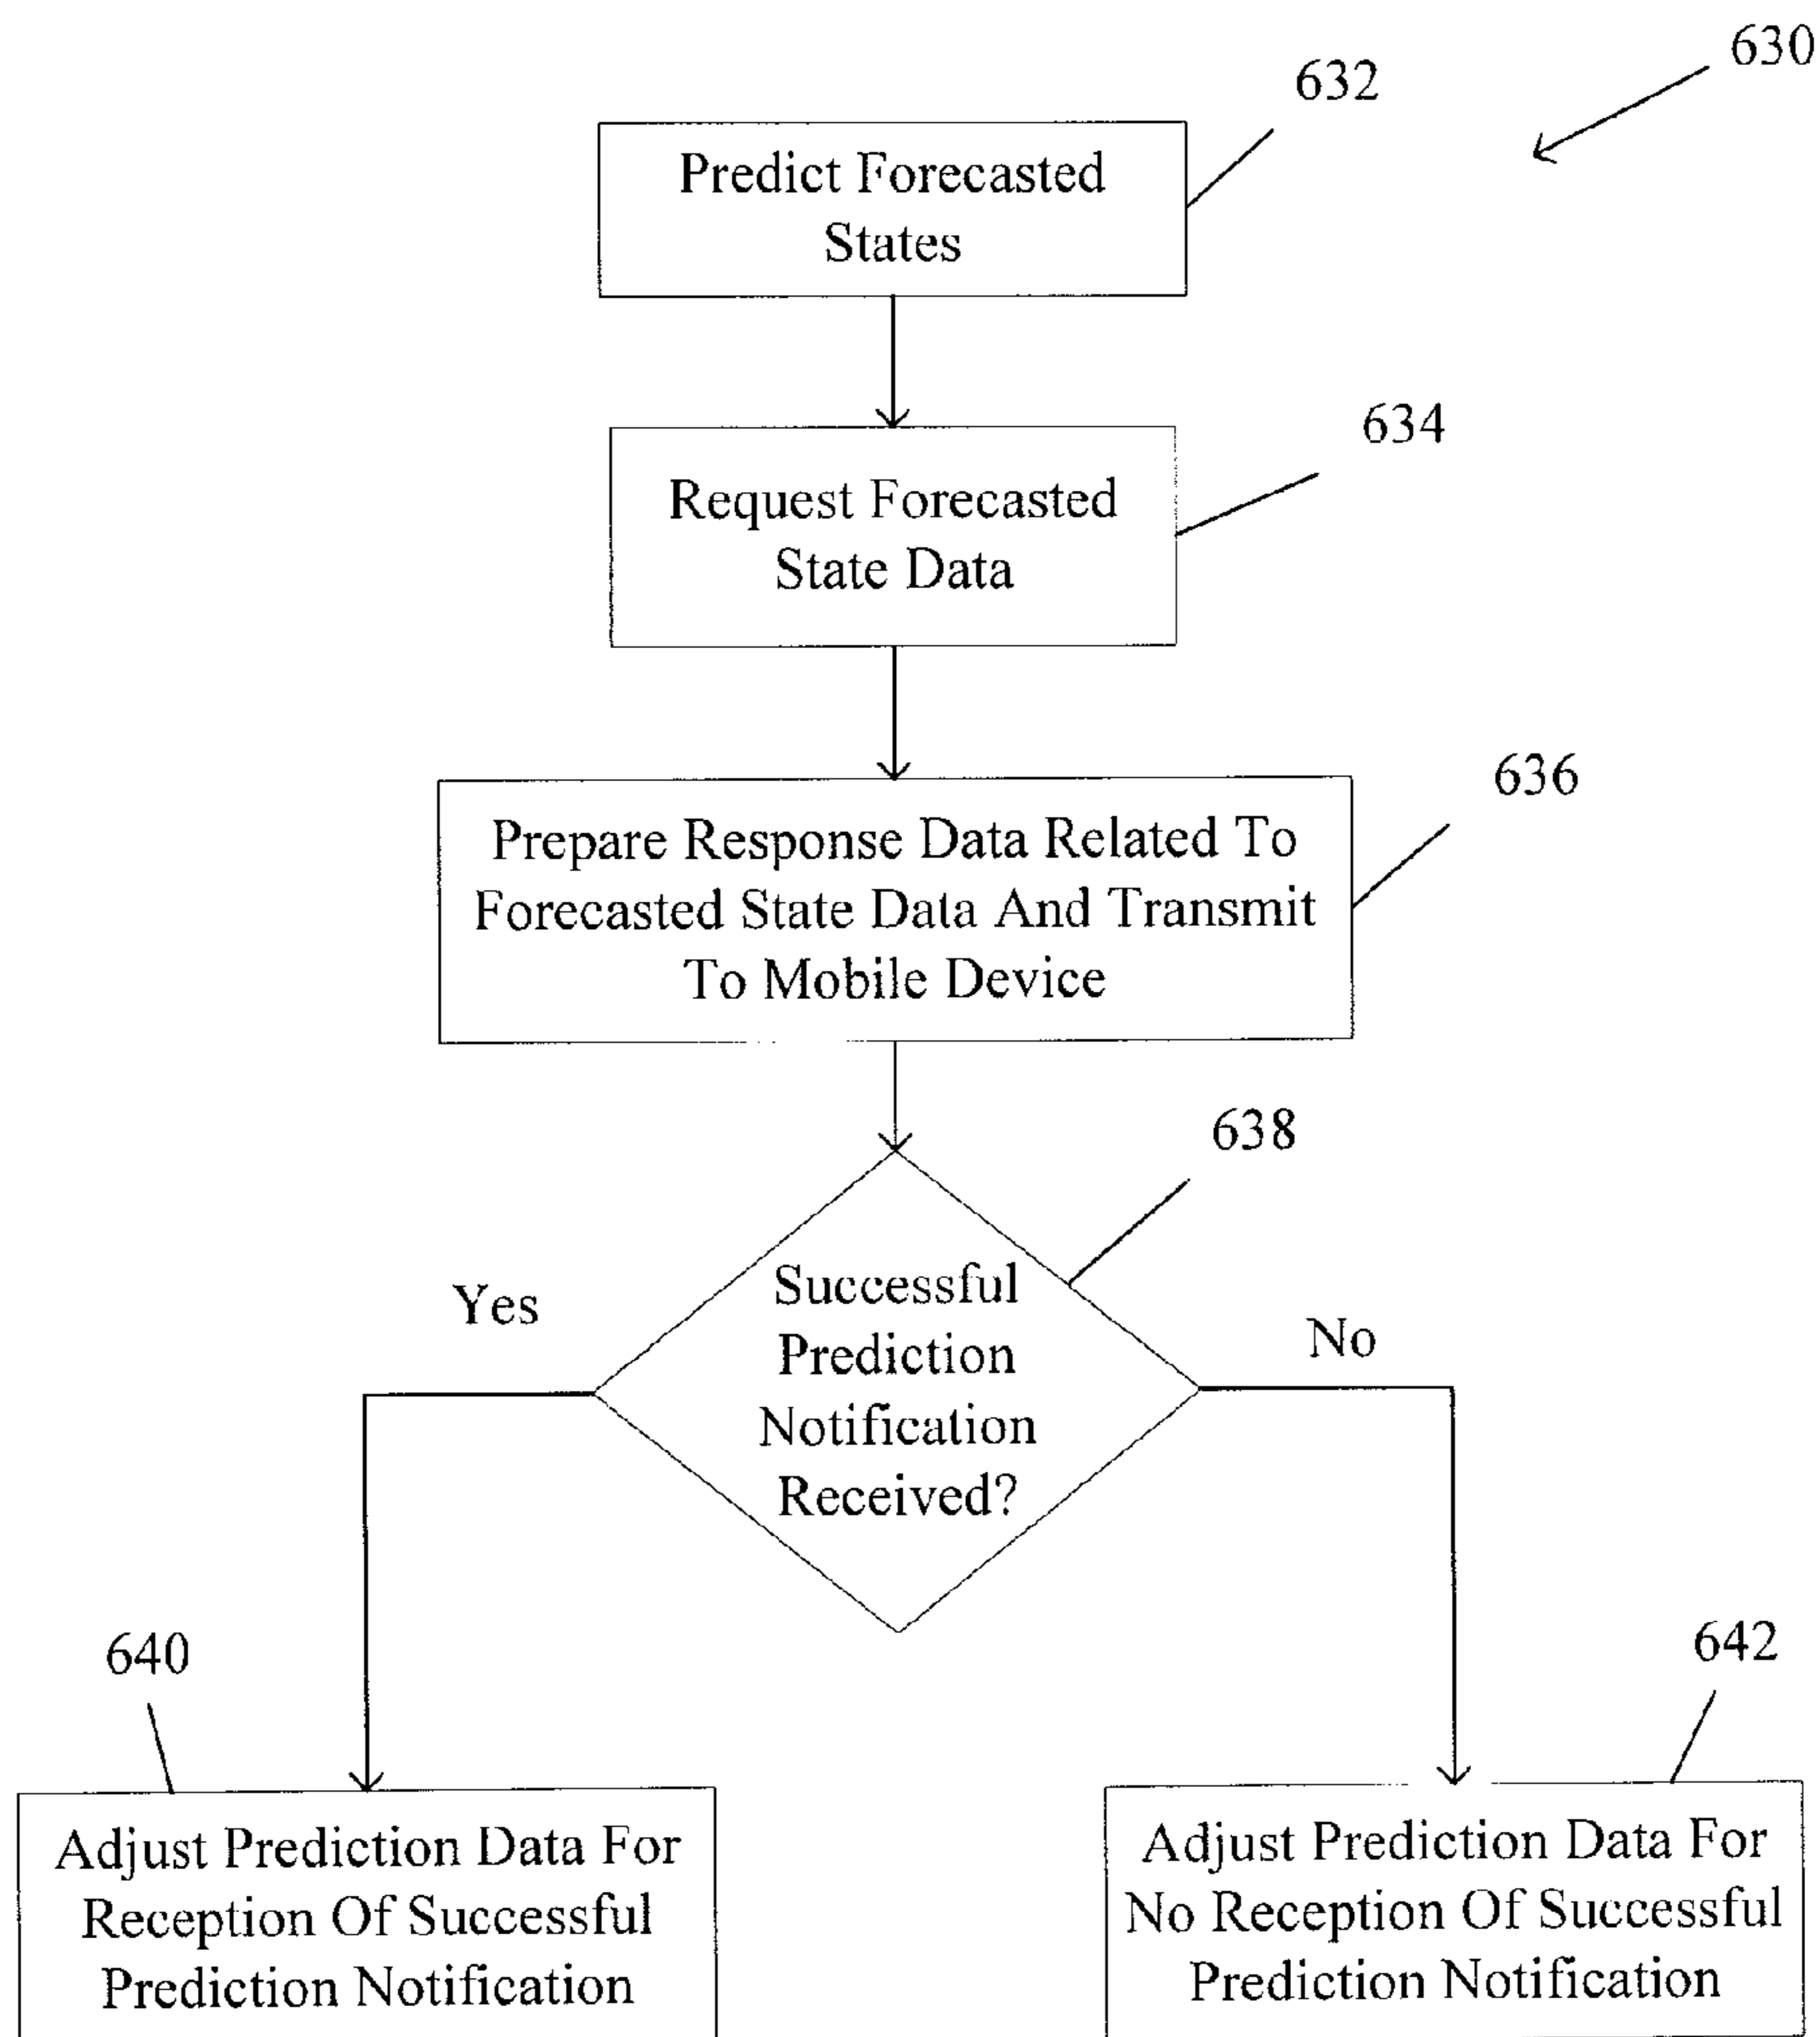 630
632
Predict Forecasted
States
634
Request Forecasted
State Data
636
Prepare Response Data Related To
Forecasted State Data And Transmit
To Mobile Device
638
Successful
Prediction
Notification
Received?
Yes
No
640
642
Adjust Prediction Data For
Reception Of Successful
Prediction Notification
Adjust Prediction Data For
No Reception Of Successful
Prediction Notification